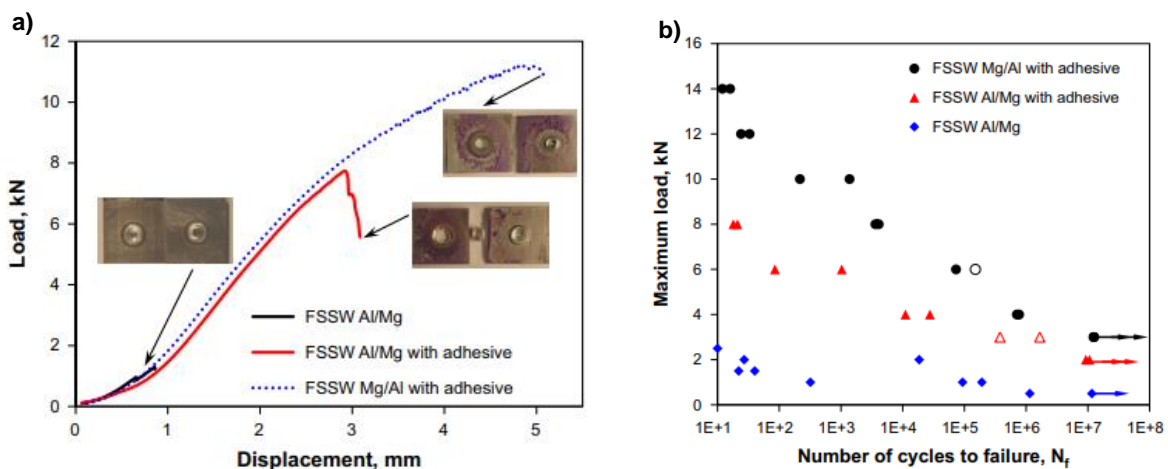 a)
12
10
8
6
4
2
0
Load, kN
0 1 2 3 4 5
Displacement, mm
FSSW Al/Mg
FSSW Al/Mg with adhesive
FSSW Mg/Al with adhesive
b)
16
14
12
10
8
6
4
2
0
Maximum load, kN
1E+1 1E+2 1E+3 1E+4 1E+5 1E+6 1E+7 1E+8
Number of cycles to failure, Nf
FSSW Mg/Al with adhesive
FSSW Al/Mg with adhesive
FSSW Al/Mg